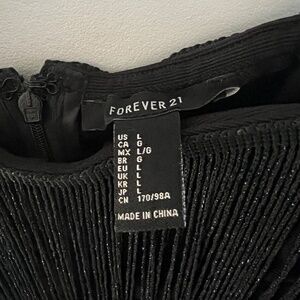 FOREVER 21
US L
CA G
MX L/G
BR G
EU L
UK L
KR L
JP L
CN 170/98A
MADE IN CHINA